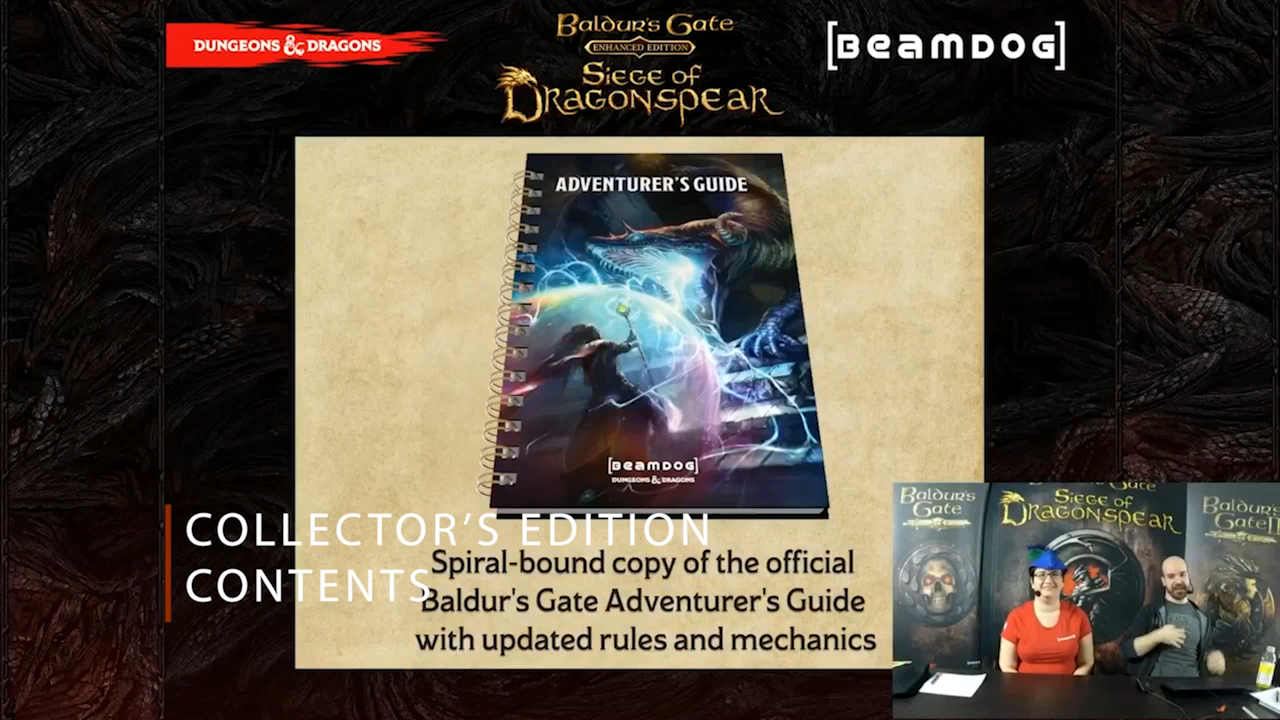 DUNGEONS & DRAGONS
BALDUR'S GATE
ENHANCED EDITION
SIEGE OF
DRAGONSPEAR
[BEAMDOG]
ADVENTURER'S GUIDE
[BEAMDOG]
DUNGEONS & DRAGONS
COLLECTOR'S EDITION
CONTENTS
Spiral-bound copy of the official
Baldur's Gate Adventurer's Guide
with updated rules and mechanics
BALDUR'S
GATE
SIEGE OF
DRAGONSPEAR
BALDUR'S
GATE II